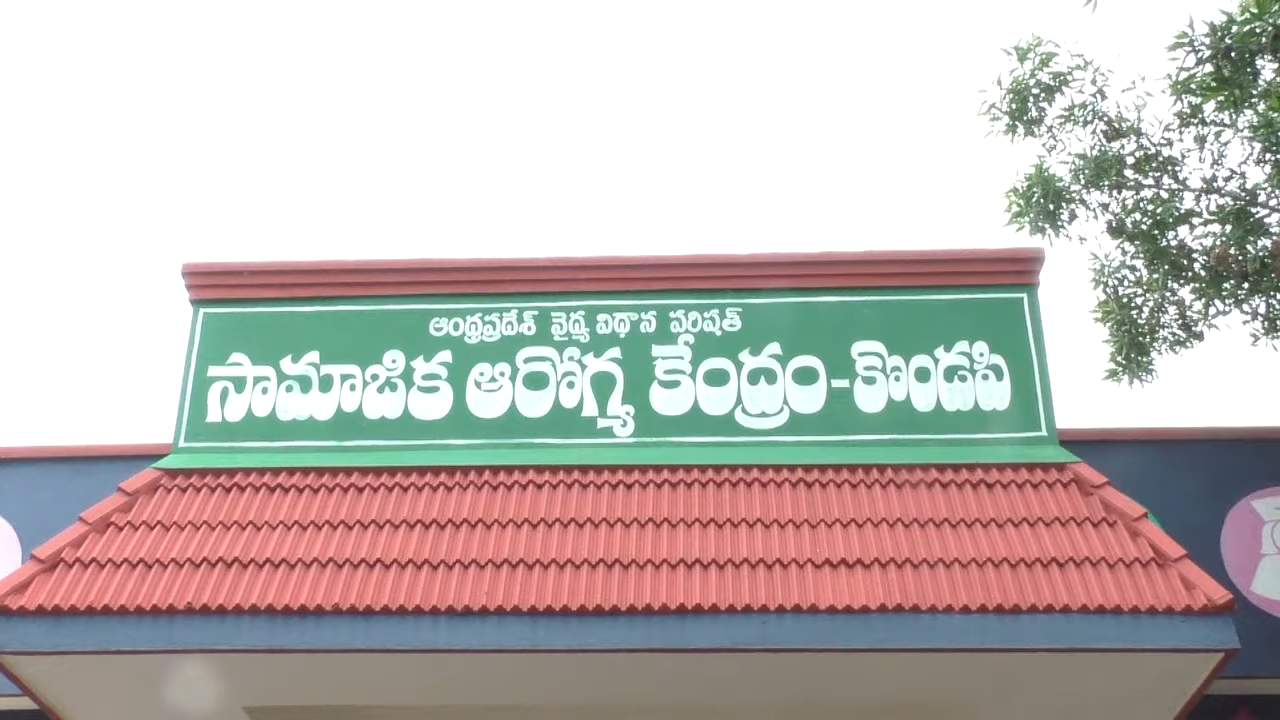 ఆంధ్రప్రదేశ్ వైద్య విధాన పరిషత్
సామాజిక ఆరోగ్య కేంద్రం-కొండపి